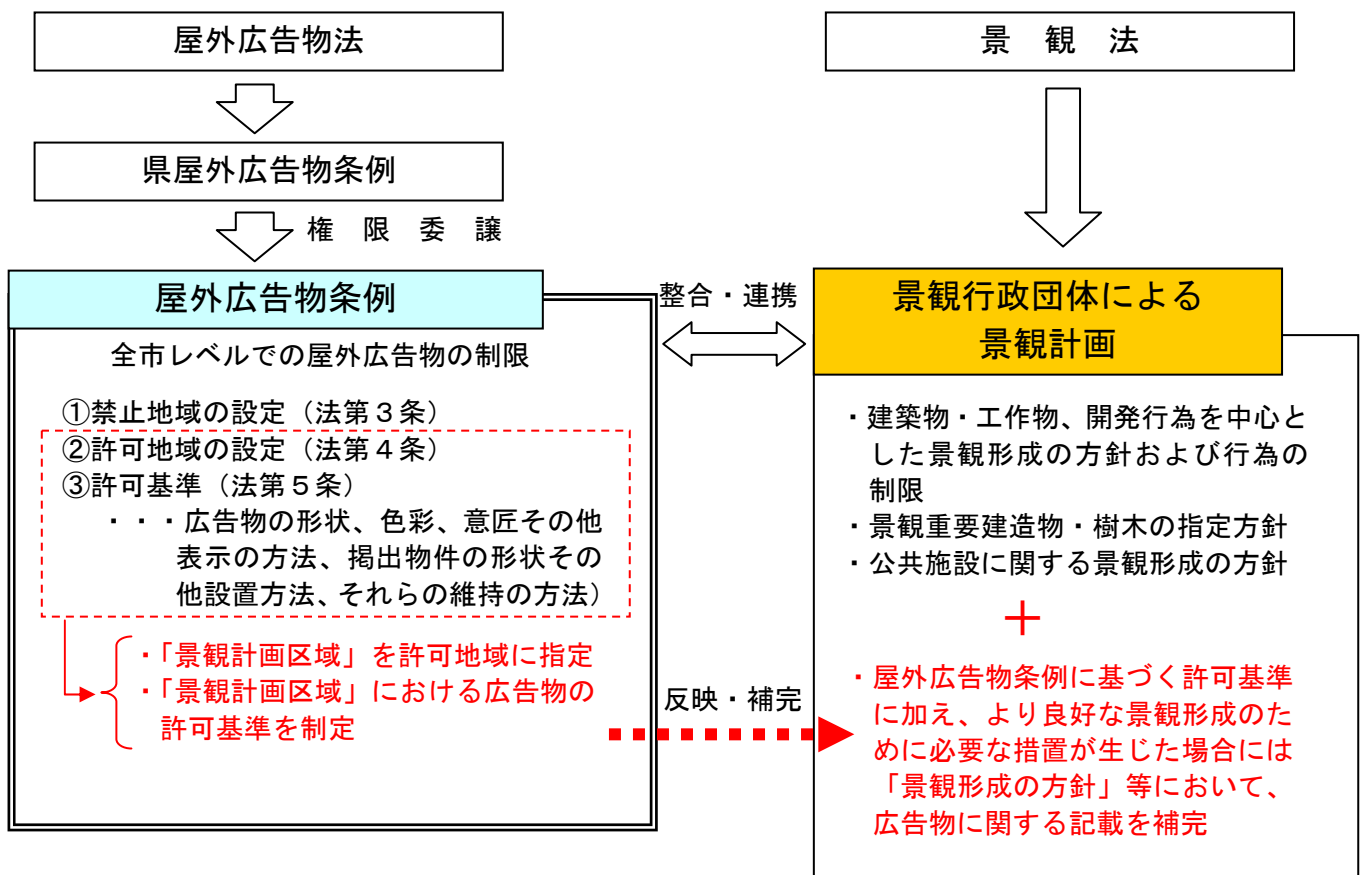 屋外広告物法
県屋外広告物条例
権限委譲
屋外広告物条例
全市レベルでの屋外広告物の制限
①禁止地域の設定（法第３条）
②許可地域の設定（法第４条）
③許可基準（法第５条）
・・・広告物の形状、色彩、意匠その他
表示の方法、掲出物件の形状その
他設置方法、それらの維持の方法）
・「景観計画区域」を許可地域に指定
・「景観計画区域」における広告物の
許可基準を制定
整合・連携
反映・補完
景観法
景観行政団体による
景観計画
・建築物・工作物、開発行為を中心と
した景観形成の方針および行為の
制限
・景観重要建造物・樹木の指定方針
・公共施設に関する景観形成の方針
＋
・屋外広告物条例に基づく許可基準
に加え、より良好な景観形成のた
めに必要な措置が生じた場合には
「景観形成の方針」等において、
広告物に関する記載を補完